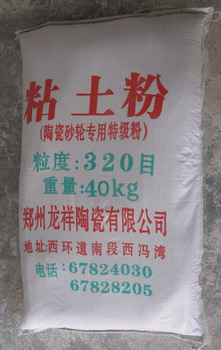 粘土粉
(陶瓷砂轮专用特级粉)
粒度:320目
重量:40kg
郑州龙祥陶瓷有限公司
地址:西环道南段西冯湾
电话:67824030
67828205